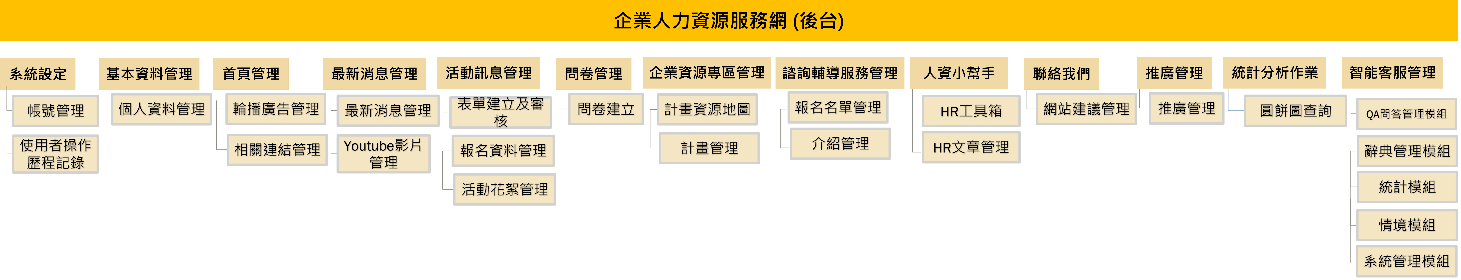 企業人力資源服務網 (後台)
系統設定
帳號管理
使用者操作
歷程記錄
基本資料管理
個人資料管理
首頁管理
輪播廣告管理
相關連結管理
最新消息管理
最新消息管理
Youtube影片
管理
活動訊息管理
表單建立及審
核
報名資料管理
活動花絮管理
問卷管理
問卷建立
企業資源專區管理
計畫資源地圖
計畫管理
諮詢輔導服務管理
報名名單管理
介紹管理
人資小幫手
HR工具箱
HR文章管理
聯絡我們
網站建議管理
推廣管理
推廣管理
統計分析作業
圓餅圖查詢
智能客服管理
QA問答管理模組
辭典管理模組
統計模組
情境模組
系統管理模組